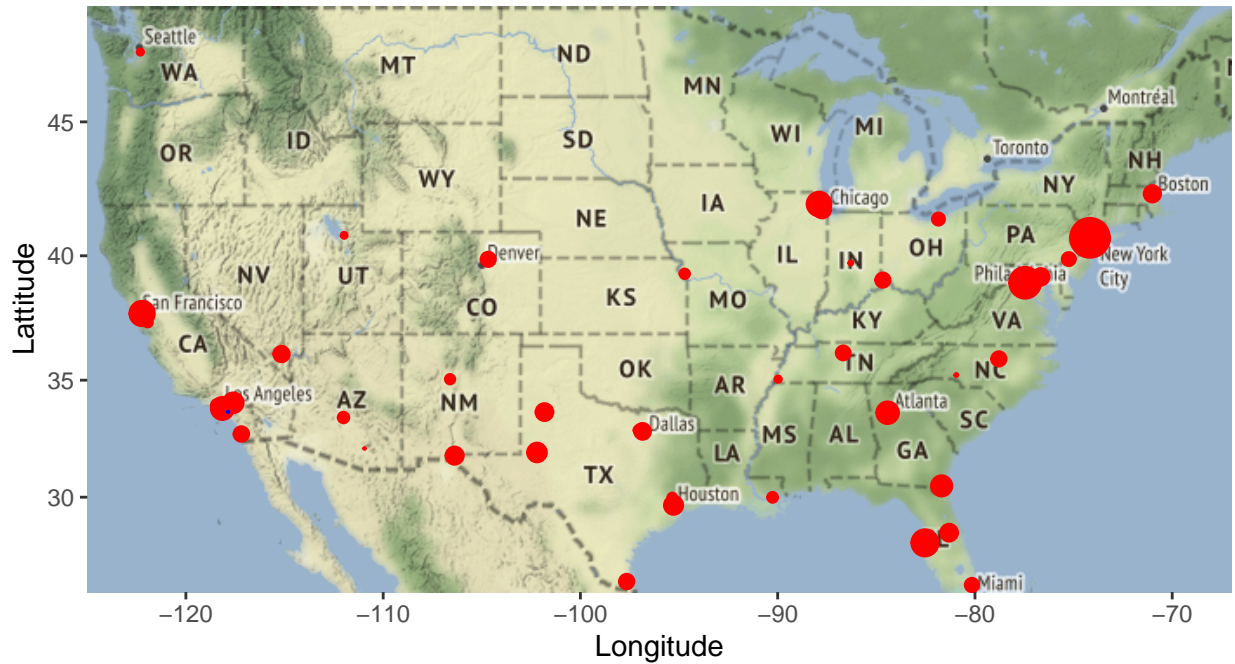 Seattle
WA
MT
ND
MN
Montréal
45
OR
ID
SD
WI
MI
Toronto
NH
WY
NY
Boston
IA
Chicago
NE
PA
OH
40
Denver
IL
IN
New York
City
NV
UT
San Francisco
CO
KS
MO
VA
KY
CA
35
OK
TN
NC
Los Angeles
AZ
NM
AR
Atlanta
SC
Dallas
MS
AL
GA
LA
TX
30
Houston
Miami
−120
−110
−100
−90
−80
−70
Longitude
Lattitude